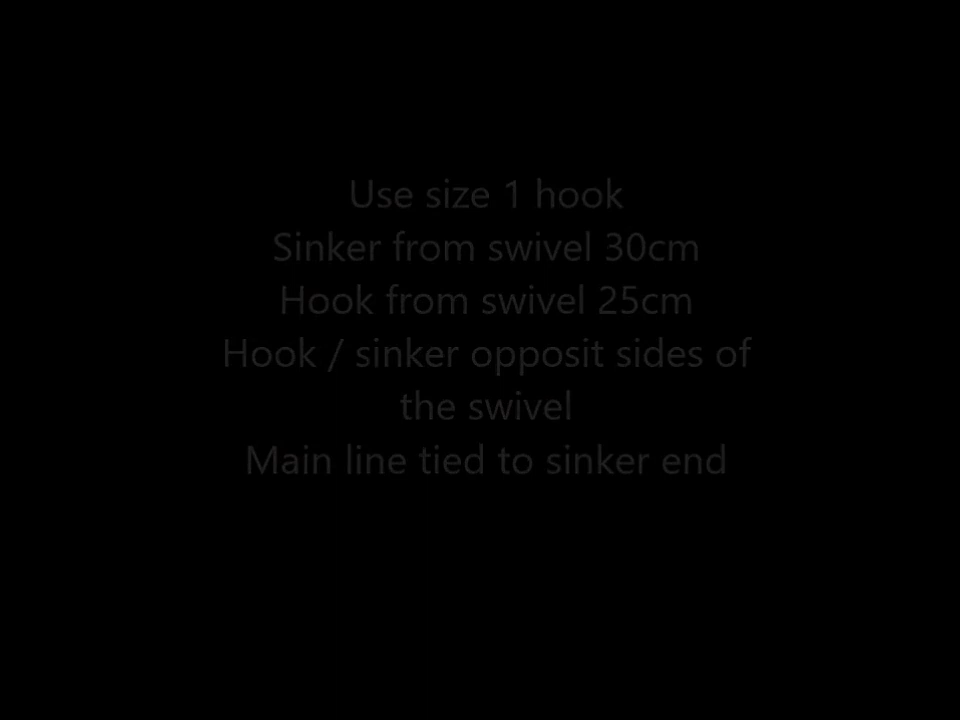 Use size 1 hook
Sinker from swivel 30cm
Hook from swivel 25cm
Hook / sinker opposit sides of
the swivel
Main line tied to sinker end